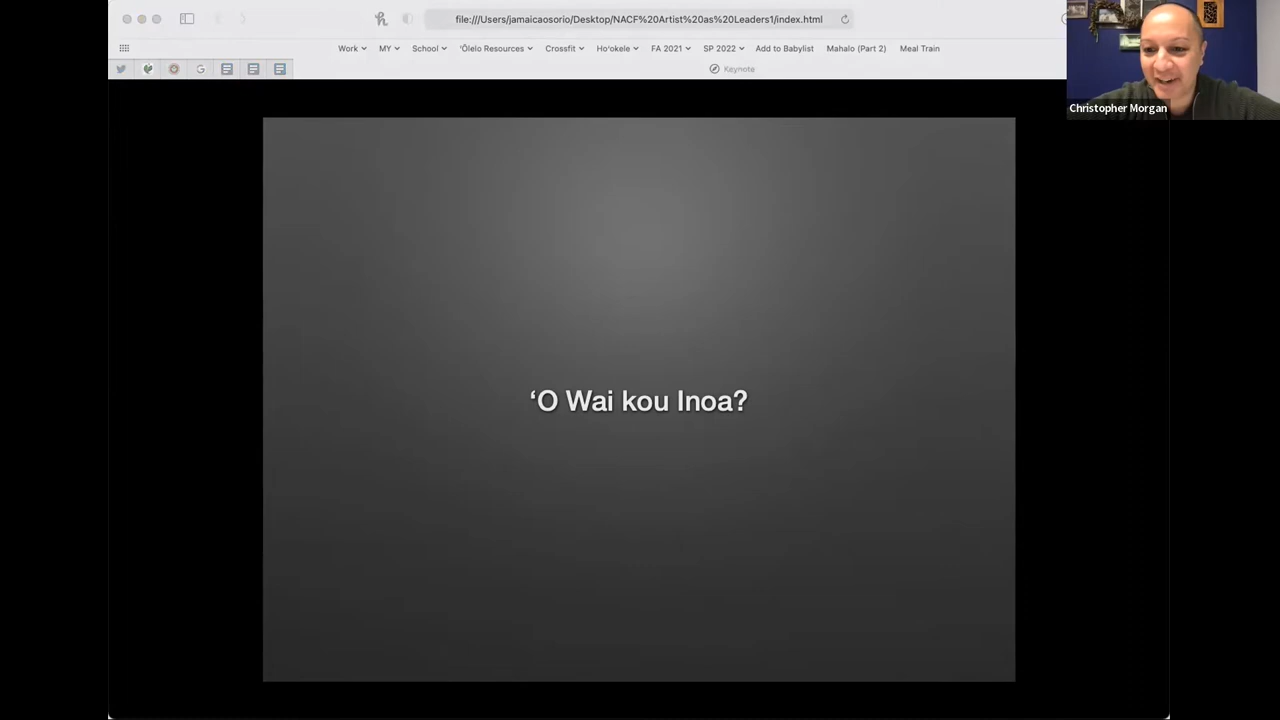 file:///Users/jamaicaosorio/Desktop/NACF%20Artist%20as%20Leaders1/index.html
Work MY School ʻŌlelo Resources Crossfit Hoʻokele FA 2021 SP 2022 Add to Babylist Mahalo (Part 2) Meal Train
Keynote
Christopher Morgan
ʻO Wai kou Inoa?